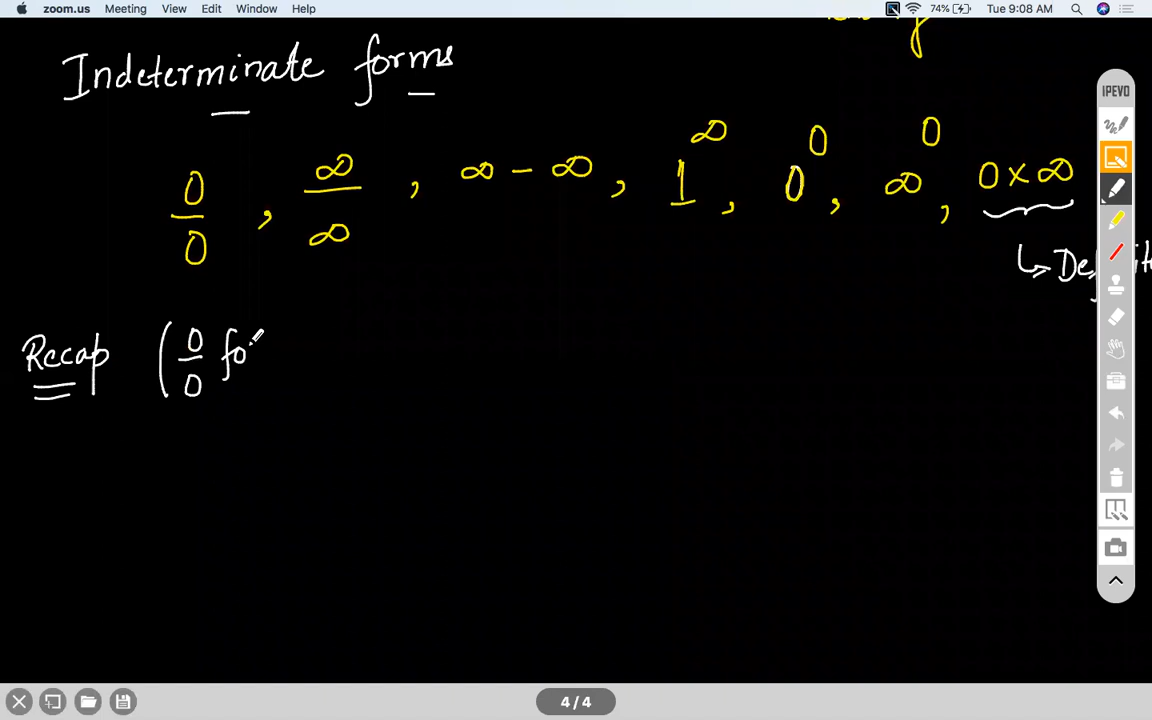 zoom.us Meeting View Edit Window Help 74% Tue 9:08 AM
Indeterminate forms
IPEVO
0/0 , ∞/∞ , ∞ - ∞ , 1^∞ , 0^0 , ∞^0 , 0 × ∞
Recap ( 0/0 fo
4 / 4